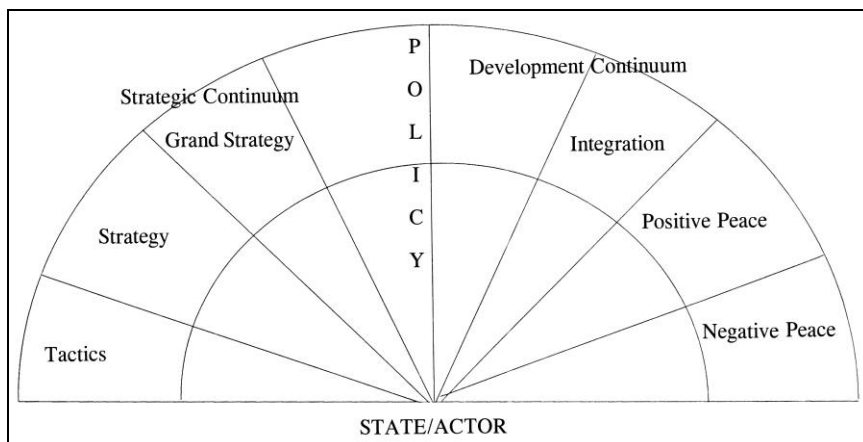 P
O
L
I
C
Y
Strategic Continuum
Grand Strategy
Strategy
Tactics
Development Continuum
Integration
Positive Peace
Negative Peace
STATE/ACTOR